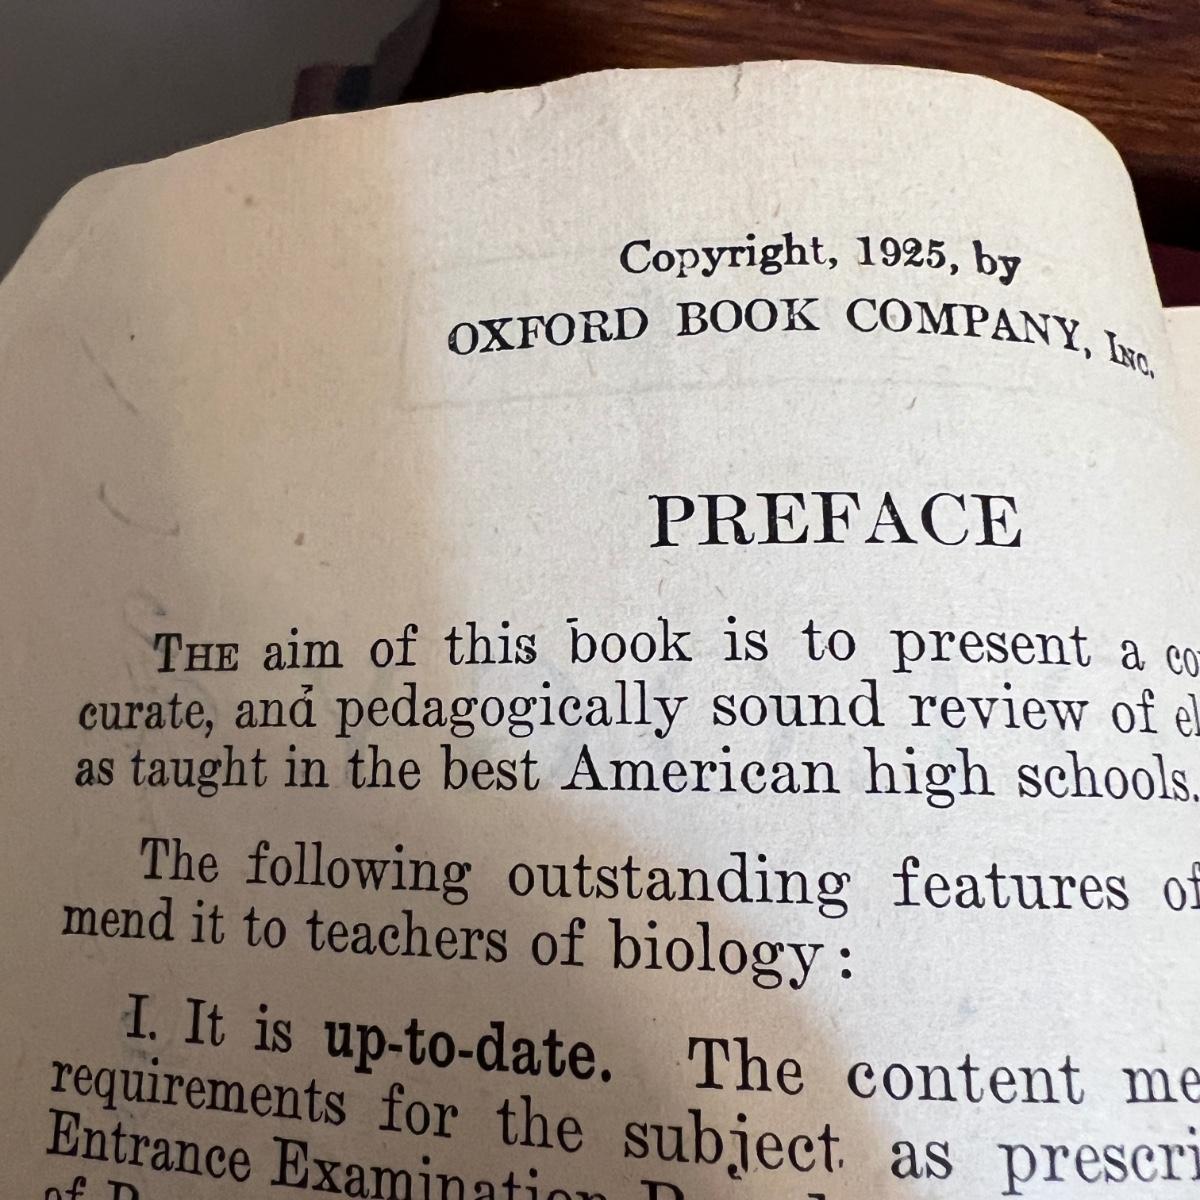 Copyright, 1925, by
OXFORD BOOK COMPANY, INC.
PREFACE
THE aim of this book is to present a
curate, and pedagogically sound review of
as taught in the best American high schools.
The following outstanding features of
mend it to teachers of biology:
I. It is up-to-date. The content
requirements for the subject as
Entrance Examination
of